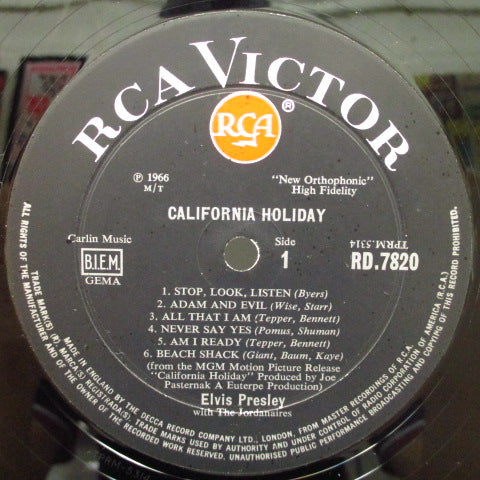 RCA VICTOR
RCA ®
℗ 1966
M/T
"New Orthophonic"
High Fidelity
CALIFORNIA HOLIDAY
Carlin Music
B.I.E.M.
GEMA
Side
1
TPRM.5314
RD.7820
1. STOP, LOOK, LISTEN (Byers)
2. ADAM AND EVIL (Wise, Starr)
3. ALL THAT I AM (Tepper, Bennett)
4. NEVER SAY YES (Pomus, Shuman)
5. AM I READY (Tepper, Bennett)
6. BEACH SHACK (Giant, Baum, Kaye)
(from the MGM Motion Picture Release
"California Holiday" Produced by Joe
Pasternak A Euterpe Production)
Elvis Presley
with The Jordanaires
ALL RIGHTS OF THE MANUFACTURER AND OF THE OWNER OF THE RECORDED WORK RESERVED. UNAUTHORISED PUBLIC PERFORMANCE BROADCASTING AND COPYING OF THIS RECORD PROHIBITED.
TRADE MARK(S) (R.) MARCA(S) REGISTRADA(S). TRADE MARKS USED BY AUTHORITY AND UNDER CONTROL OF RADIO CORPORATION OF AMERICA (R.C.A.)
MADE IN ENGLAND BY THE DECCA RECORD COMPANY LTD., LONDON, FROM MASTER RECORDINGS OF R.C.A.